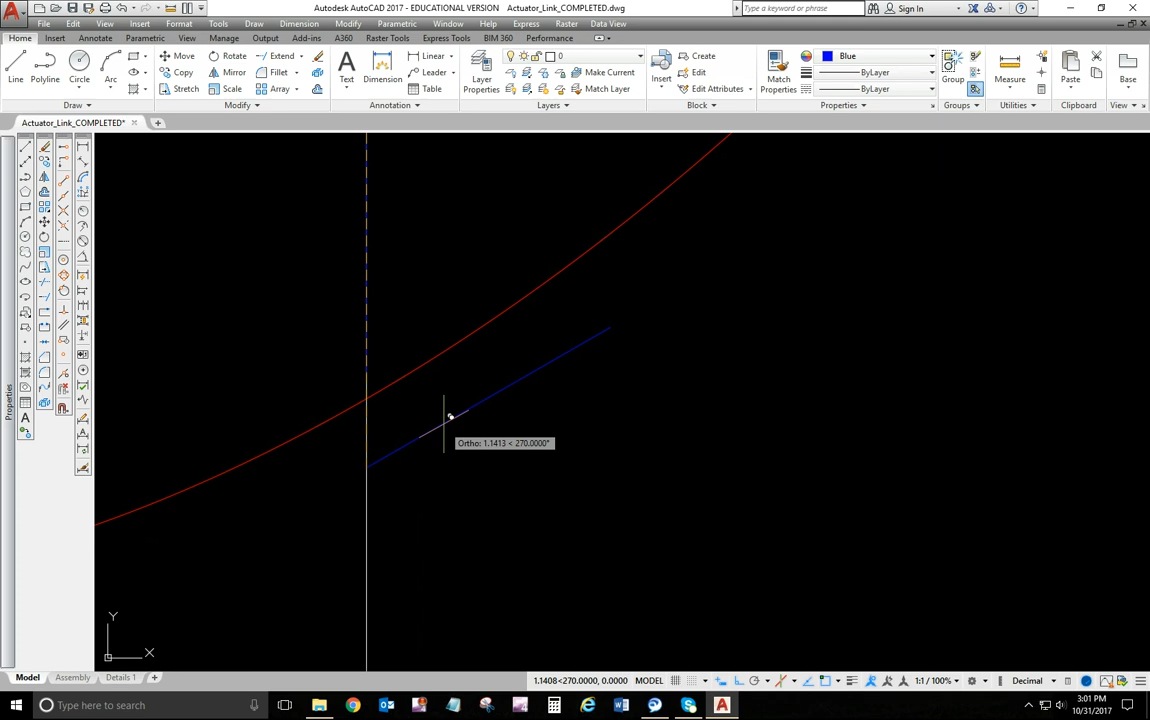 Autodesk AutoCAD 2017 - EDUCATIONAL VERSION Actuator_Link_COMPLETED.dwg
Type a keyword or phrase
Sign In
File Edit View Insert Format Tools Draw Dimension Modify Parametric Window Help Express Raster Data View
Home Insert Annotate Parametric View Manage Output Add-ins A360 Raster Tools Express Tools BIM 360 Performance
Line Polyline Circle Arc
Draw
Move Rotate Extend
Copy Mirror Fillet
Stretch Scale Array
Modify
Text Dimension
Linear
Leader
Table
Annotation
Layer Properties
0
Make Current
Match Layer
Layers
Insert
Create
Edit
Edit Attributes
Block
Match Properties
Blue
ByLayer
ByLayer
Properties
Group
Groups
Measure
Utilities
Paste
Clipboard
Base
View
Actuator_Link_COMPLETED*
Properties
Ortho: 1.1413 < 270.0000°
Y
X
Model Assembly Details 1
1.1408<270.0000, 0.0000 MODEL
1:1 / 100%
Decimal
Type here to search
3:01 PM
10/31/2017